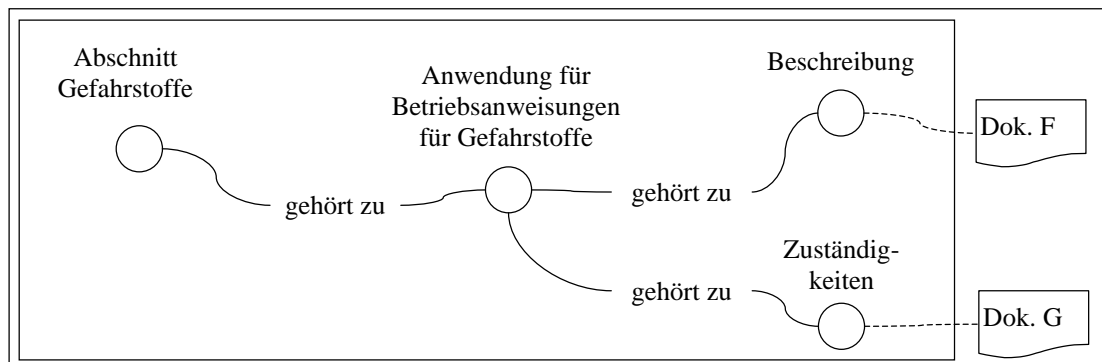 Abschnitt
Gefahrstoffe
Anwendung für
Betriebsanweisungen
für Gefahrstoffe
Beschreibung
Dok. F
gehört zu
gehört zu
Zuständig-
keiten
gehört zu
Dok. G